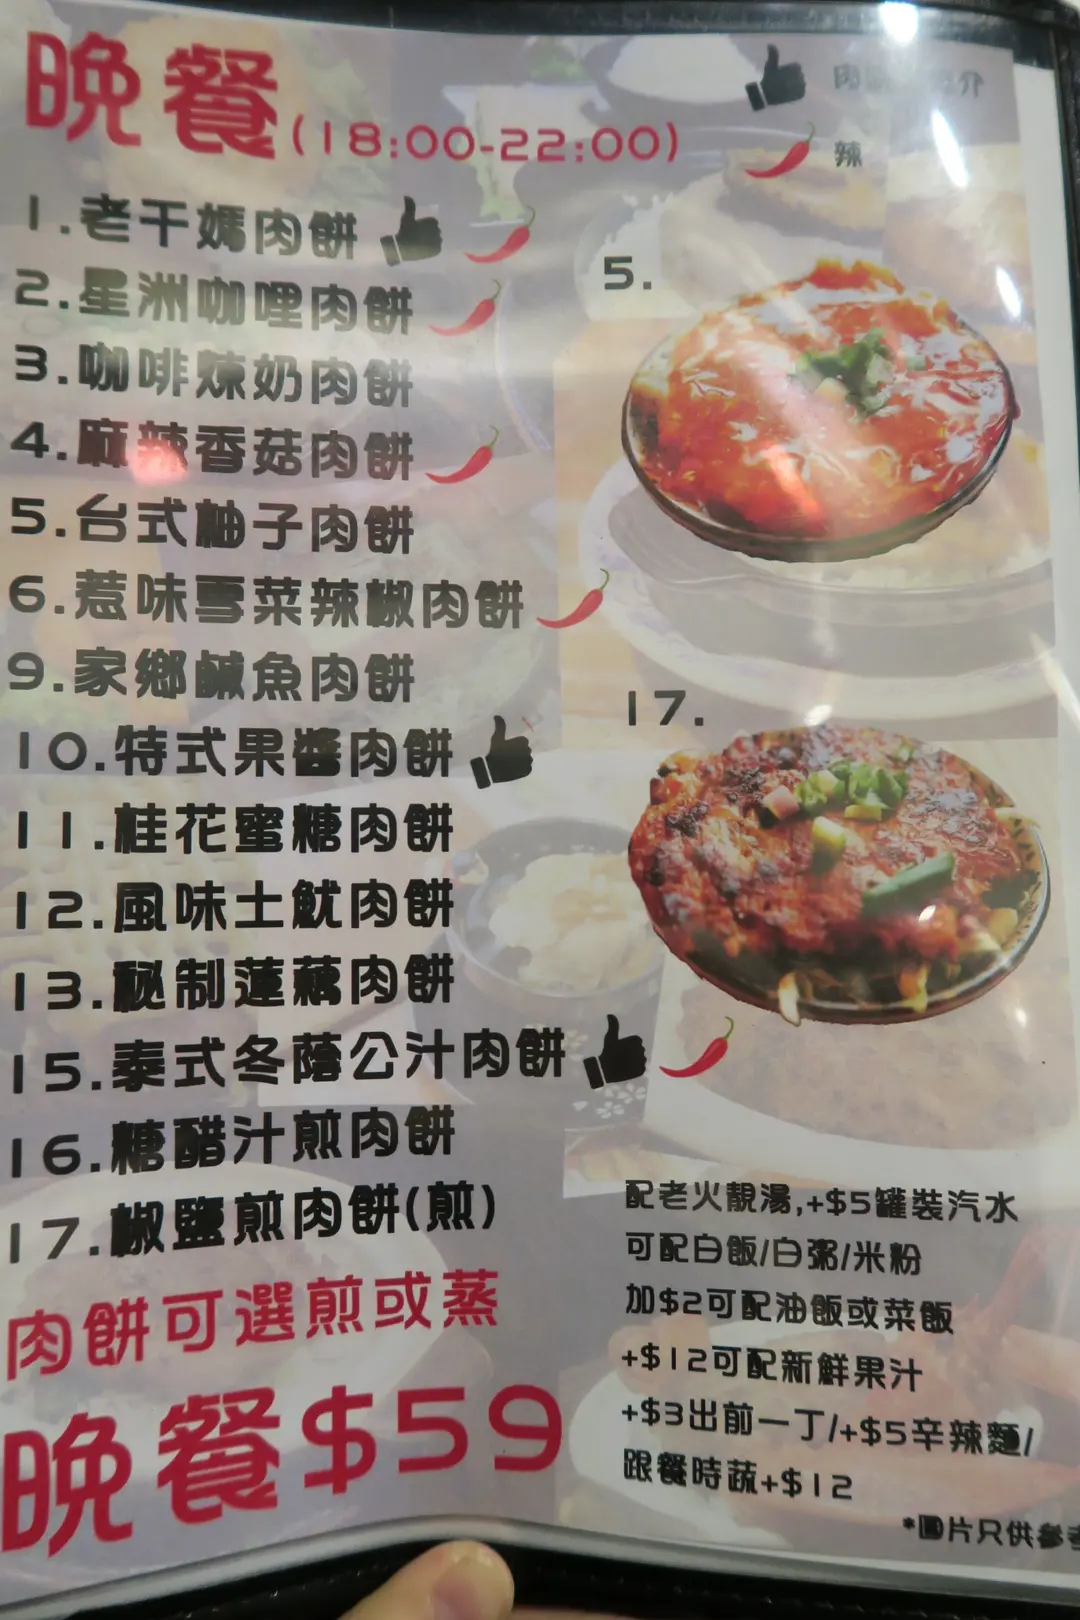 晚餐(18:00-22:00)
辣
1.老干媽肉餅
2.星洲咖哩肉餅
3.咖啡煉奶肉餅
4.麻辣香菇肉餅
5.台式柚子肉餅
6.惹味雪菜辣椒肉餅
9.家鄉鹹魚肉餅
10.特式果醬肉餅
11.桂花蜜糖肉餅
12.風味土魷肉餅
13.秘制蓮藕肉餅
15.泰式冬蔭公汁肉餅
16.糖醋汁煎肉餅
17.椒鹽煎肉餅(煎)
肉餅可選煎或蒸
晚餐$59
5.
17.
配老火靚湯,+$5罐裝汽水
可配白飯/白粥/米粉
加$2可配油飯或菜飯
+$12可配新鮮果汁
+$3出前一丁/+$5辛辣麵/
跟餐時蔬+$12
*圖片只供參考